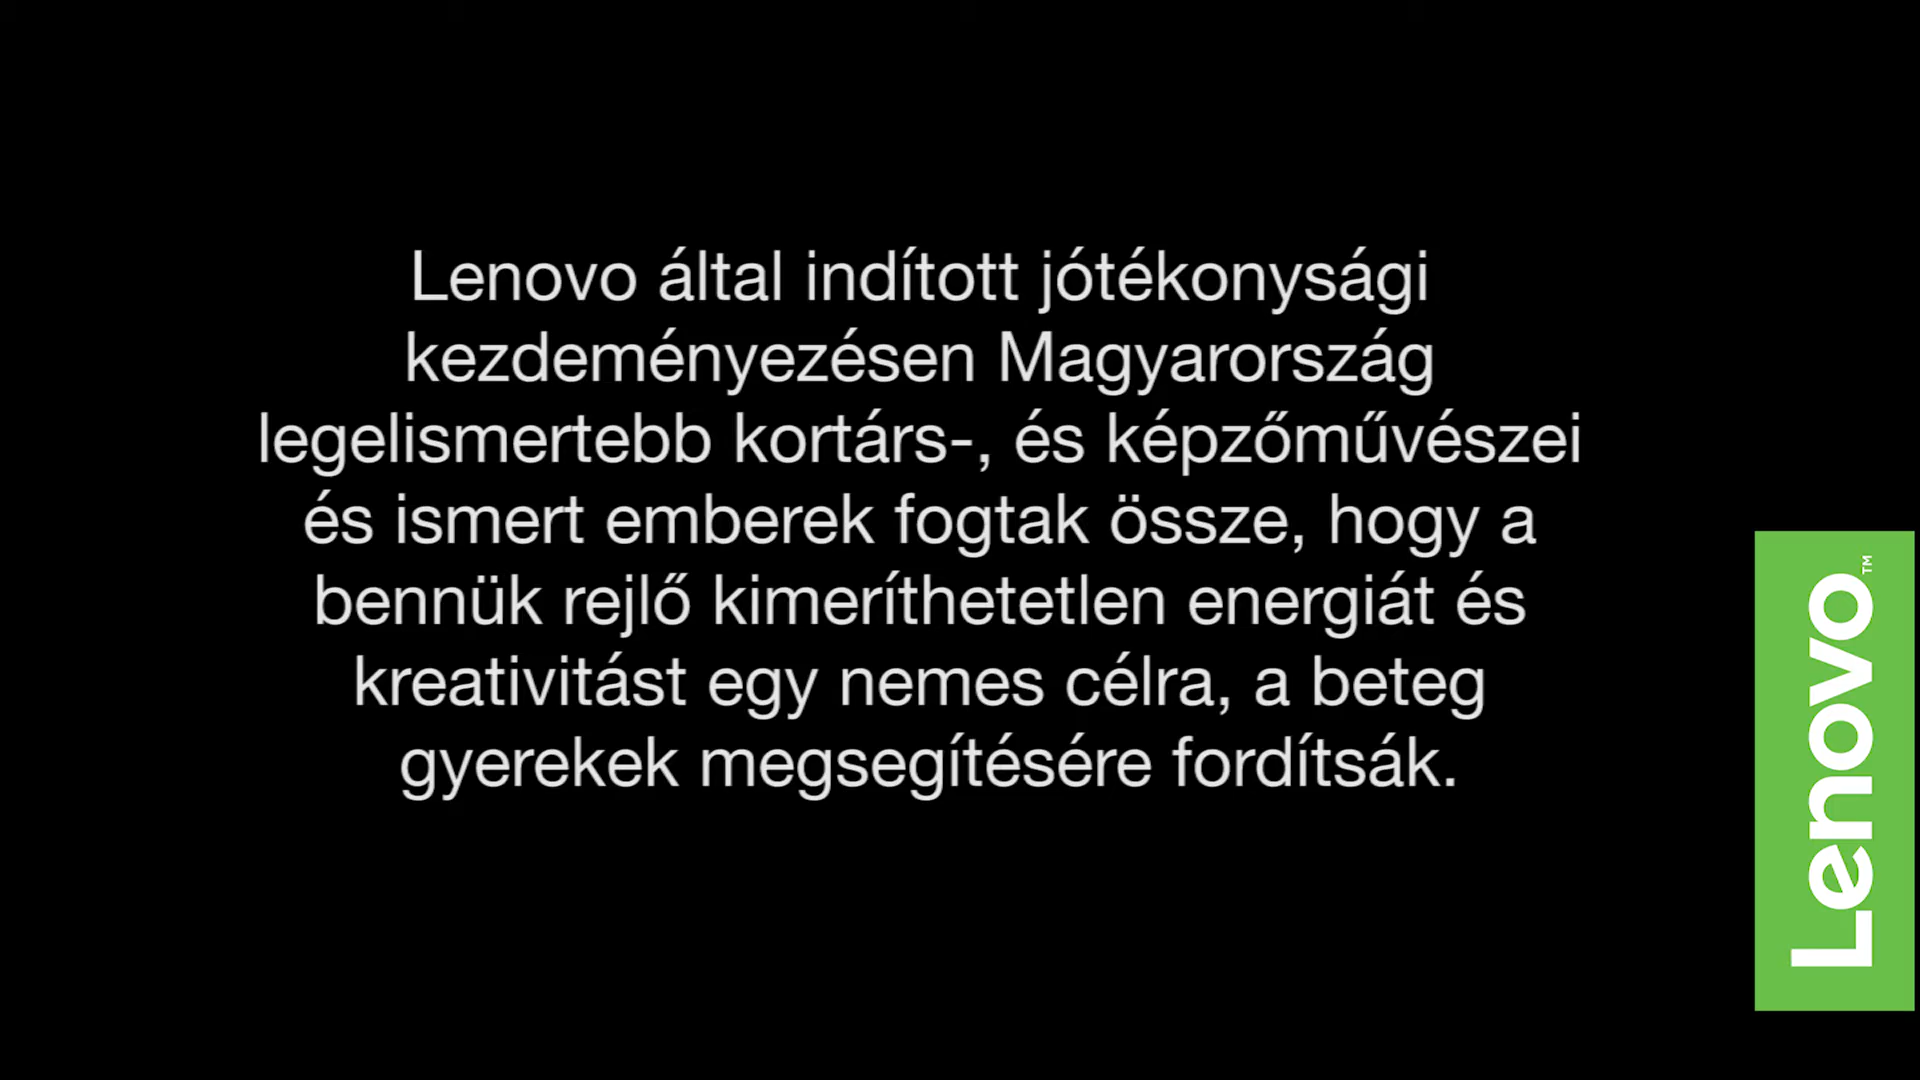 Lenovo által indított jótékonysági
kezdeményezésen Magyarország
legelismertebb kortárs-, és képzőművészei
és ismert emberek fogtak össze, hogy a
bennük rejlő kimeríthetetlen energiát és
kreativitást egy nemes célra, a beteg
gyerekek megsegítésére fordítsák.
Lenovo™